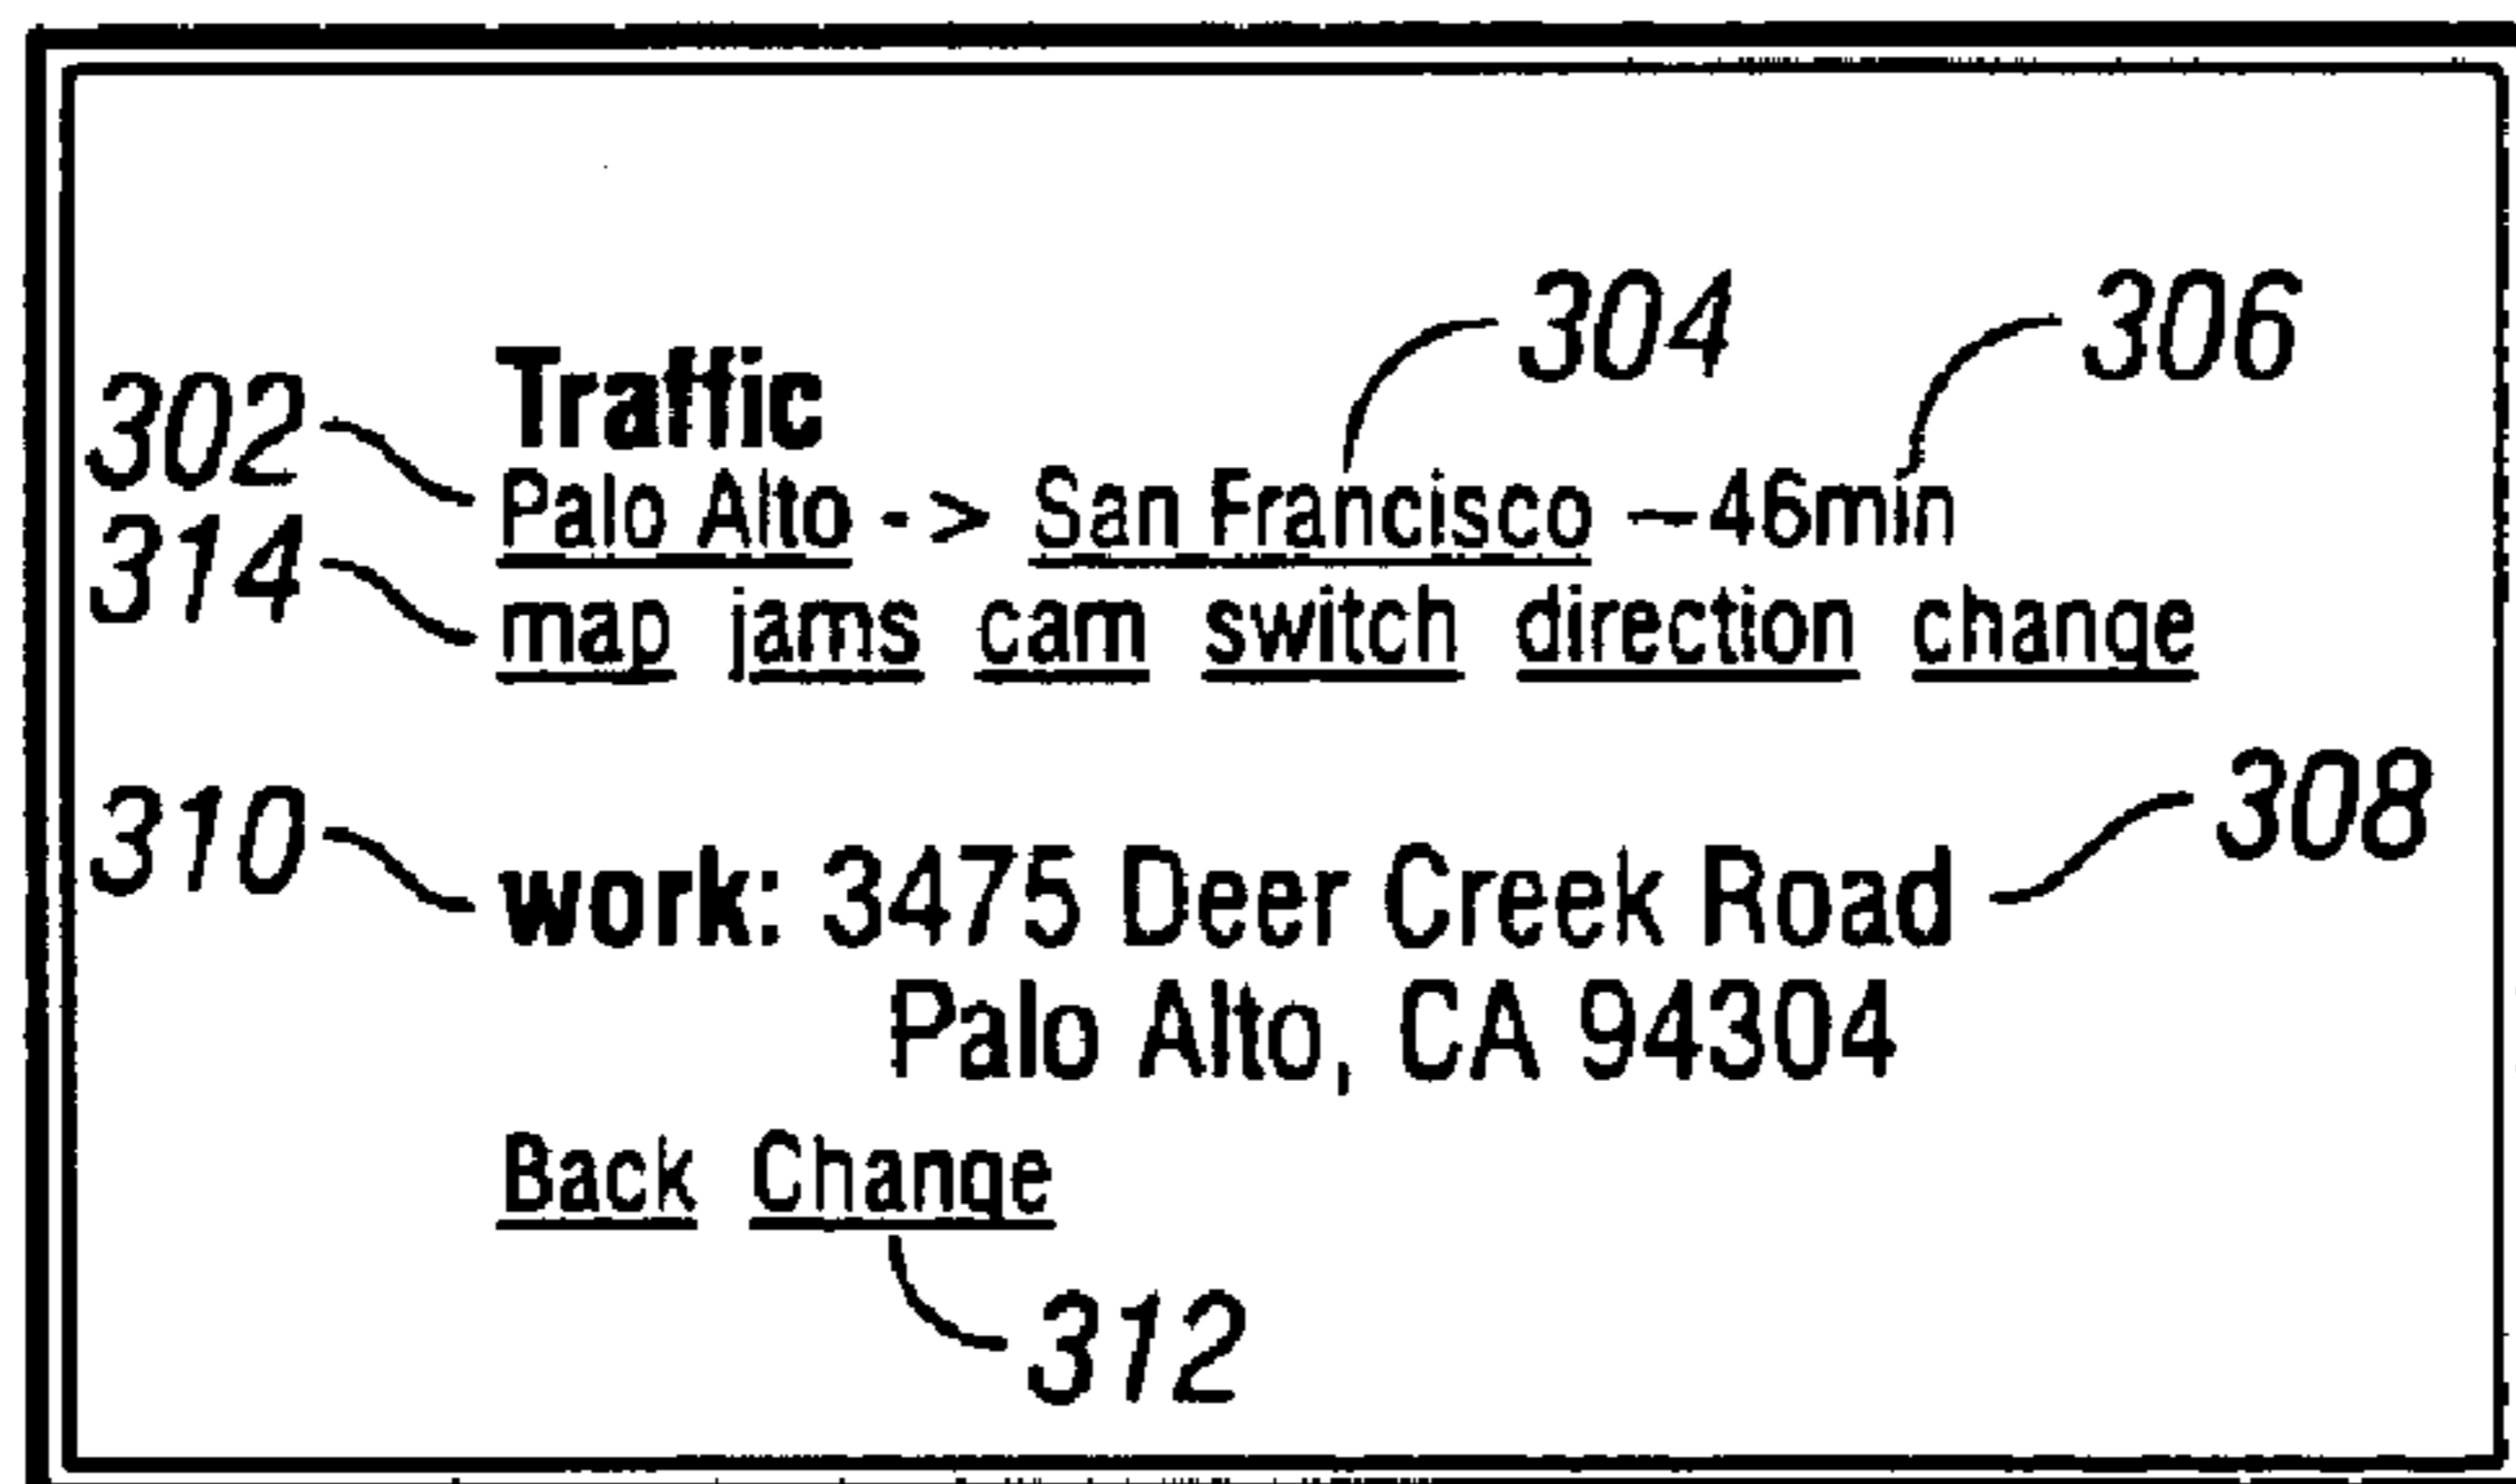 304 306
Traffic
302
Palo Alto -> San Francisco ~46min
314
map jams cam switch direction change
308
310
work: 3475 Deer Creek Road
Palo Alto, CA 94304
Back Change
312